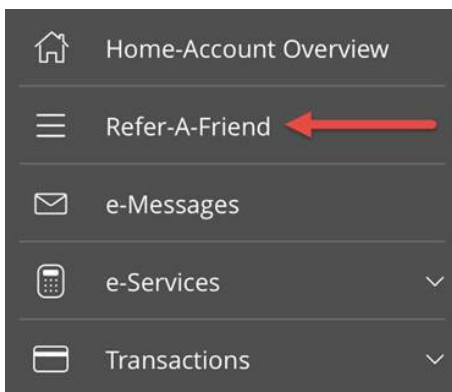 Home-Account Overview
Refer-A-Friend
e-Messages
e-Services
Transactions